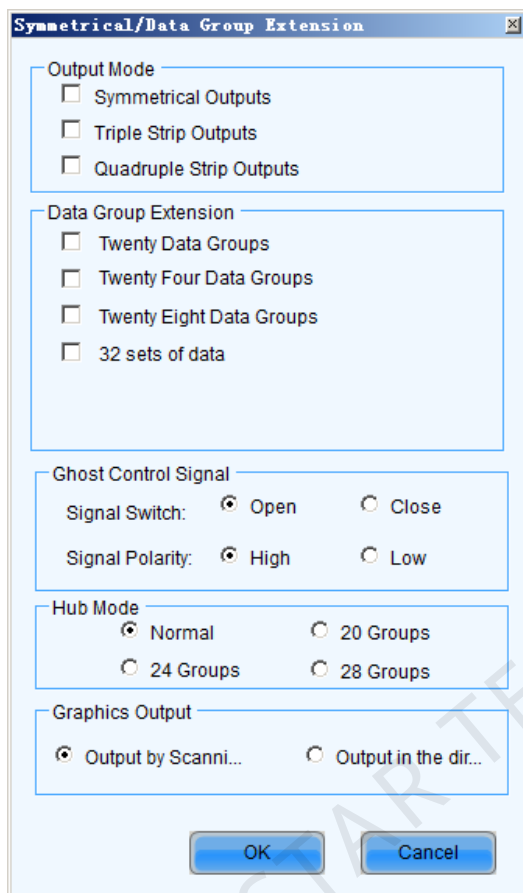 Symmetrical/Data Group Extension
Output Mode
Symmetrical Outputs
Triple Strip Outputs
Quadruple Strip Outputs
Data Group Extension
Twenty Data Groups
Twenty Four Data Groups
Twenty Eight Data Groups
32 sets of data
Ghost Control Signal
Signal Switch: Open Close
Signal Polarity: High Low
Hub Mode
Normal 20 Groups
24 Groups 28 Groups
Graphics Output
Output by Scanni... Output in the dir...
OK Cancel
STAR